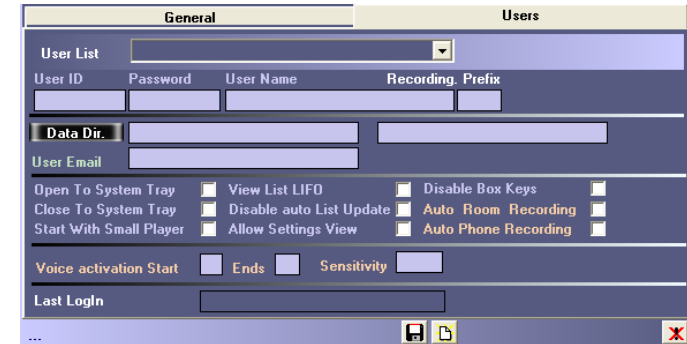 General Users
User List
User ID Password User Name Recording. Prefix
Data Dir.
User Email
Open To System Tray View List LIFO Disable Box Keys
Close To System Tray Disable auto List Update Auto Room Recording
Start With Small Player Allow Settings View Auto Phone Recording
Voice activation Start Ends Sensitivity
Last LogIn
...